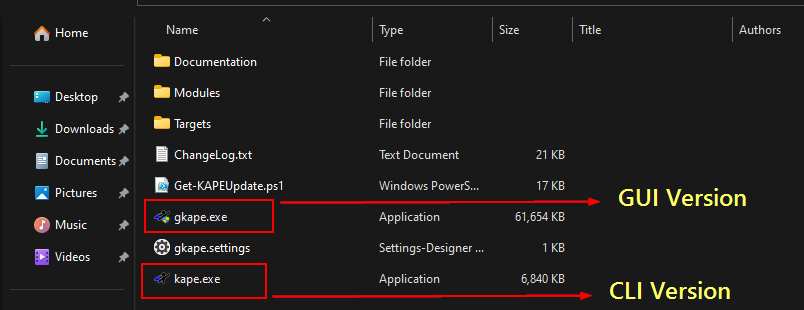 Home
Desktop
Downloads
Documents
Pictures
Music
Videos
Name Type Size Title Authors
Documentation File folder
Modules File folder
Targets File folder
ChangeLog.txt Text Document 21 KB
Get-KAPEUpdate.ps1 Windows PowerS... 17 KB
gkape.exe Application 61,654 KB
GUI Version
gkape.settings Settings-Designer ... 1 KB
kape.exe Application 6,840 KB
CLI Version